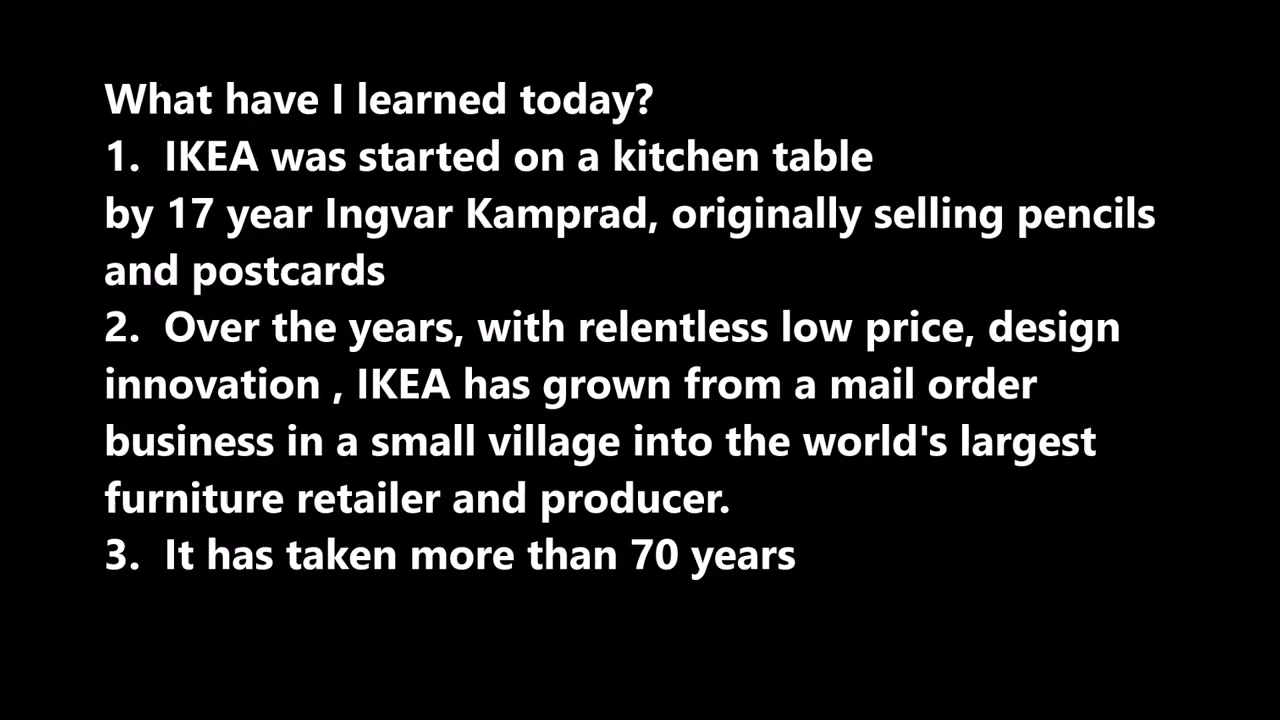 What have I learned today?
1.  IKEA was started on a kitchen table
by 17 year Ingvar Kamprad, originally selling pencils
and postcards
2.  Over the years, with relentless low price, design
innovation , IKEA has grown from a mail order
business in a small village into the world's largest
furniture retailer and producer.
3.  It has taken more than 70 years